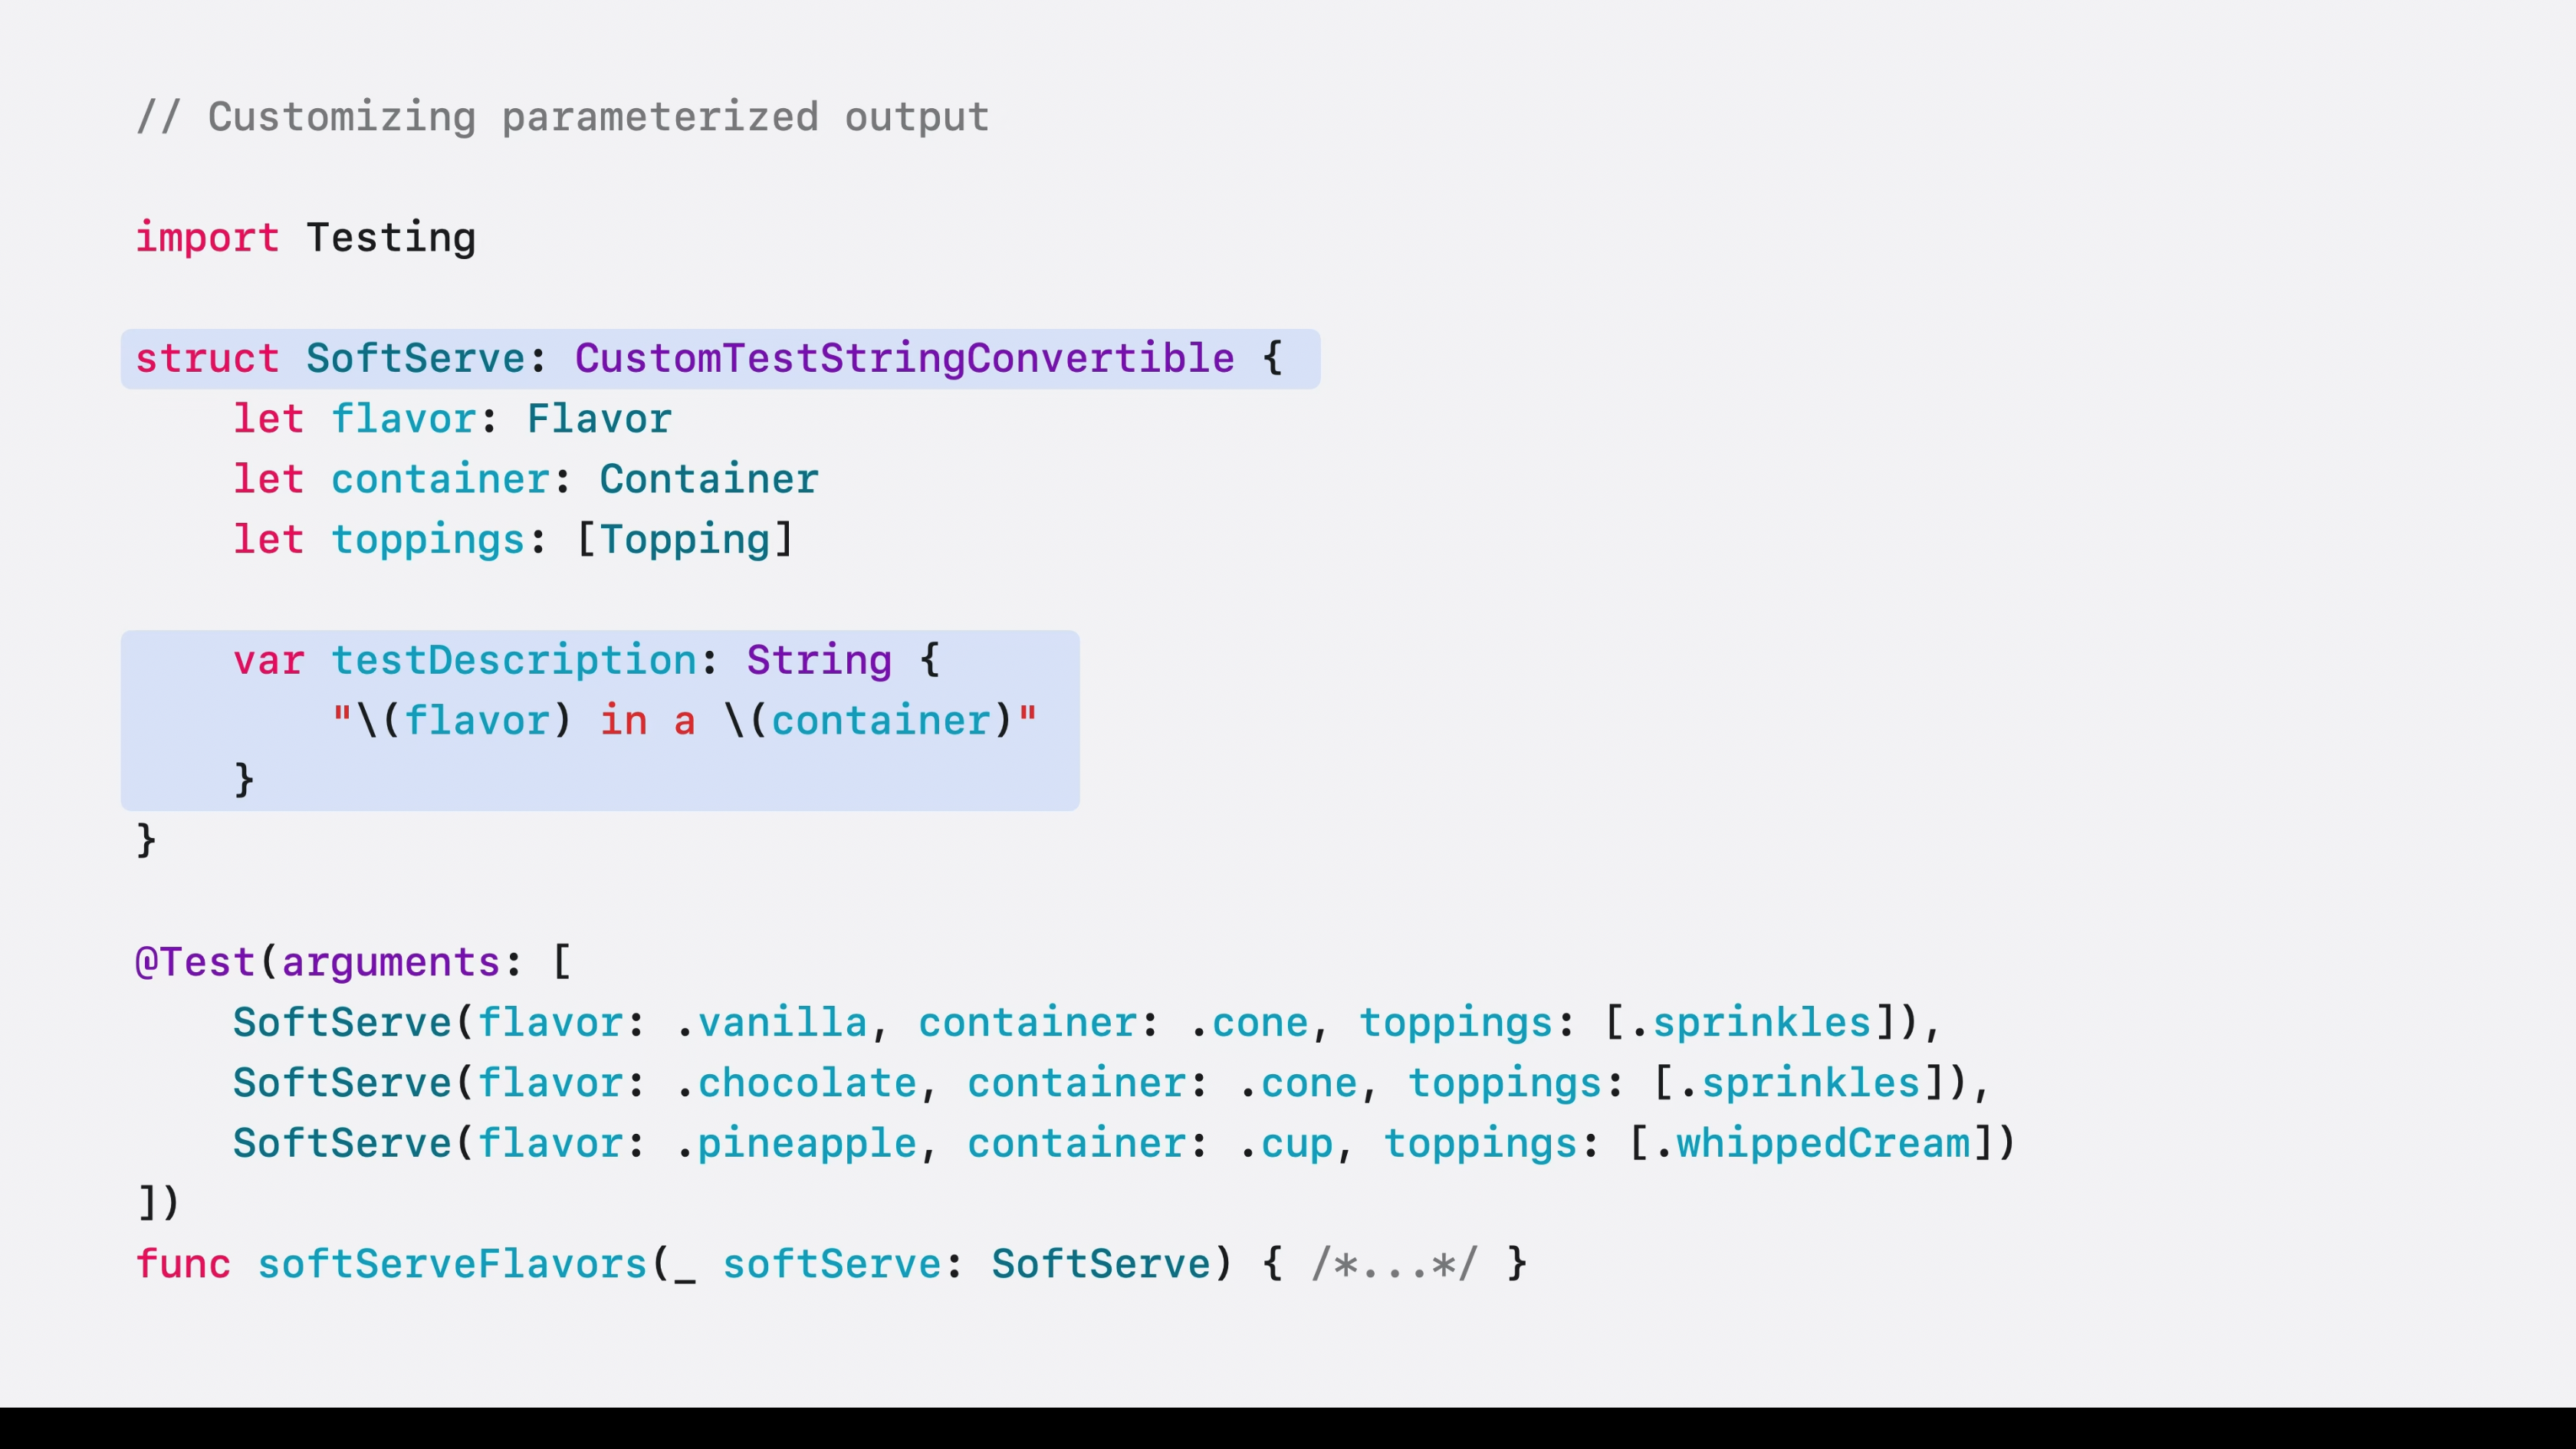 // Customizing parameterized output
import Testing
struct SoftServe: CustomTestStringConvertible {
    let flavor: Flavor
    let container: Container
    let toppings: [Topping]
    var testDescription: String {
        "\(flavor) in a \(container)"
    }
}
@Test(arguments: [
    SoftServe(flavor: .vanilla, container: .cone, toppings: [.sprinkles]),
    SoftServe(flavor: .chocolate, container: .cone, toppings: [.sprinkles]),
    SoftServe(flavor: .pineapple, container: .cup, toppings: [.whippedCream])
])
func softServeFlavors(_ softServe: SoftServe) { /*...*/ }